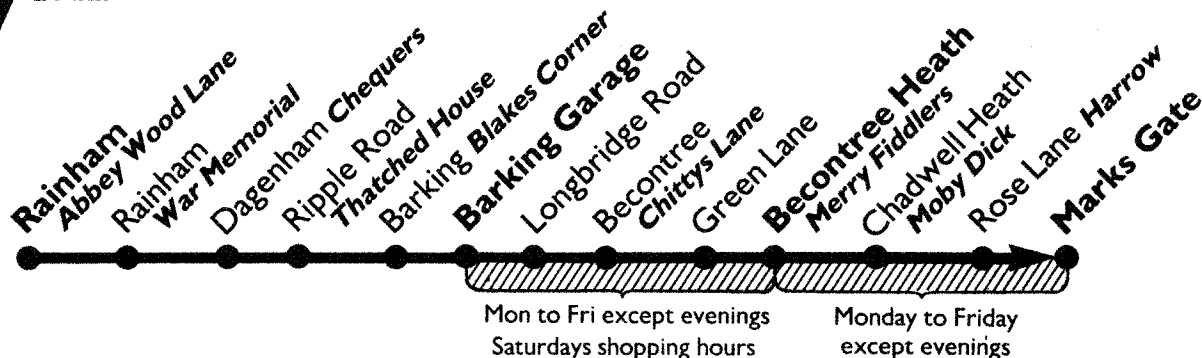 Rainham
Abbey Wood Lane
Rainham
War Memorial
Dagenham Chequers
Ripple Road
Thatched House
Barking Blakes Corner
Barking Garage
Longbridge Road
Becontree
Chittys Lane
Green Lane
Becontree Heath
Merry Fiddlers
Chadwell Heath
Moby Dick
Rose Lane Harrow
Marks Gate
Mon to Fri except evenings
Saturdays shopping hours
Monday to Friday
except evenings